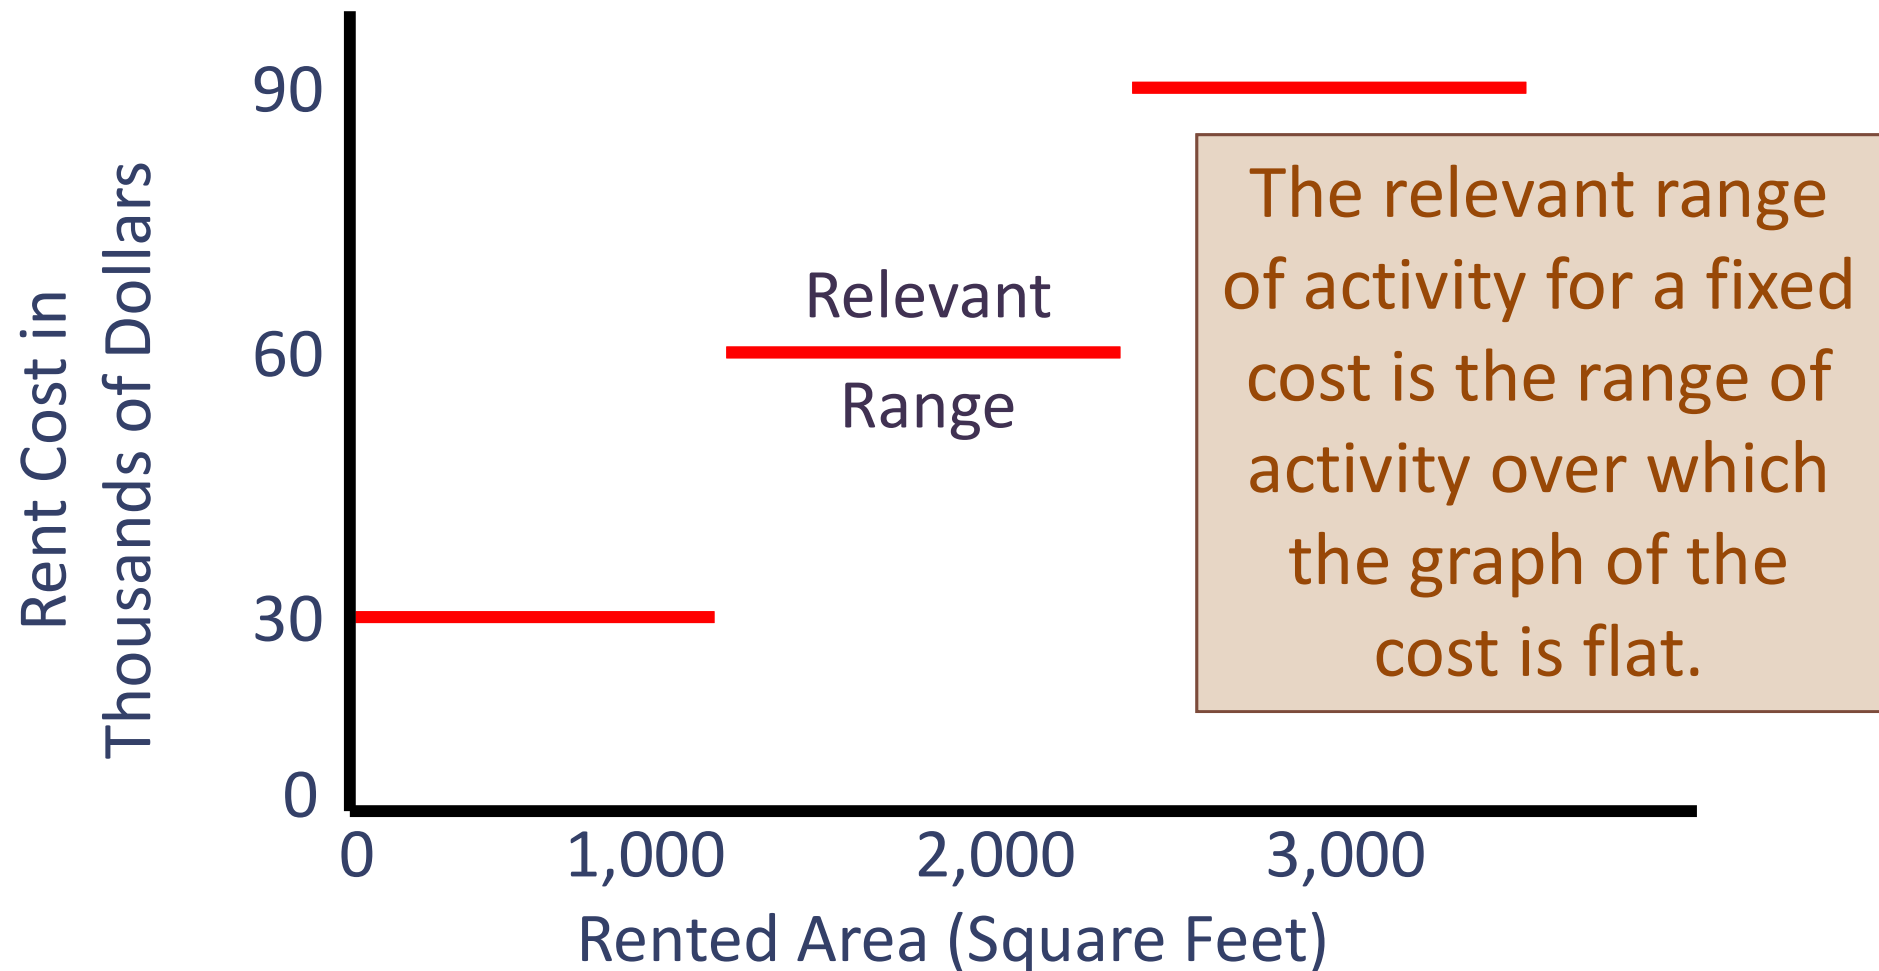 Rent Cost in
Thousands of Dollars
90
60
30
0
0 1,000 2,000 3,000
Rented Area (Square Feet)
Relevant
Range
The relevant range
of activity for a fixed
cost is the range of
activity over which
the graph of the
cost is flat.